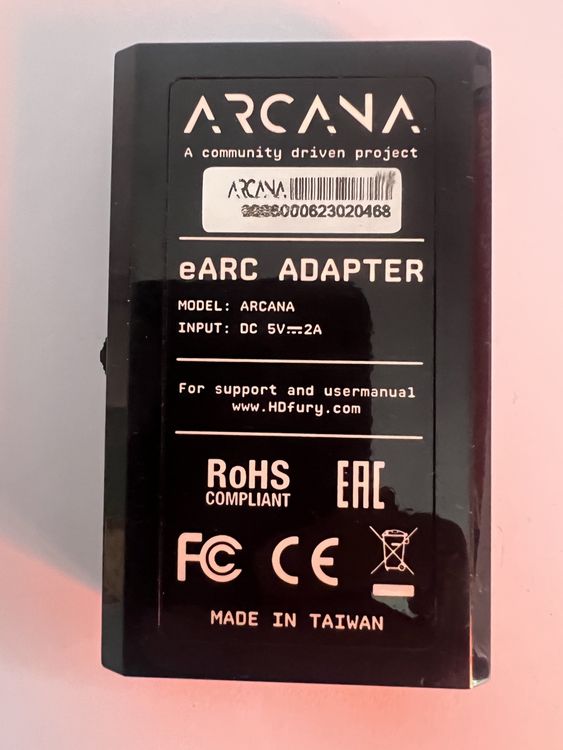 ARCANA
A community driven project
ARCANA
eARC ADAPTER
MODEL: ARCANA
INPUT: DC 5V⎓2A
For support and usermanual
www.HDfury.com
RoHS EAC
COMPLIANT
FC CE
MADE IN TAIWAN